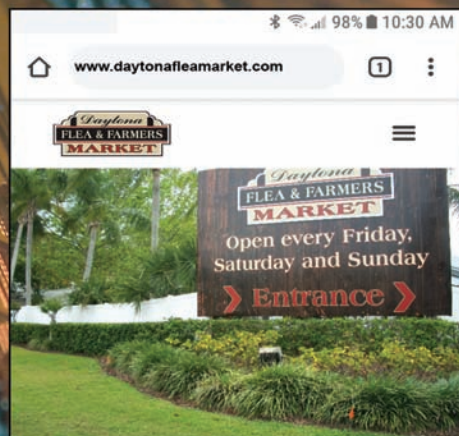 98% 10:30 AM
www.daytonafleamarket.com
1
Daytona
FLEA & FARMERS
MARKET
Daytona
FLEA & FARMERS
MARKET
Open every Friday,
Saturday and Sunday
Entrance